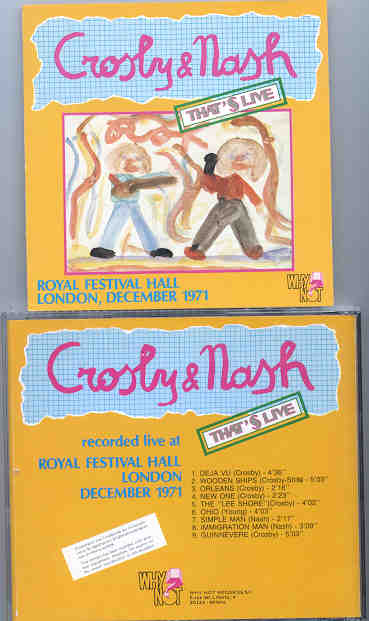 Crosby & Nash
THAT'S LIVE
ROYAL FESTIVAL HALL
LONDON, DECEMBER 1971
WHY
NOT
Crosby & Nash
THAT'S LIVE
recorded live at
ROYAL FESTIVAL HALL
LONDON
DECEMBER 1971
1. DEJA VU (Crosby) - 4'36"
2. WOODEN SHIPS (Crosby-Stills) - 5'03"
3. ORLEANS (Crosby) - 2'16"
4. NEW ONE (Crosby) - 2'23"
5. THE "LEE SHORE" (Crosby) - 4'02"
6. OHIO (Young) - 4'03"
7. SIMPLE MAN (Nash) - 2'17"
8. IMMIGRATION MAN (Nash) - 3'09"
9. GUINNEVERE (Crosby) - 5'03"
WHY
NOT
WHY NOT RECORDS